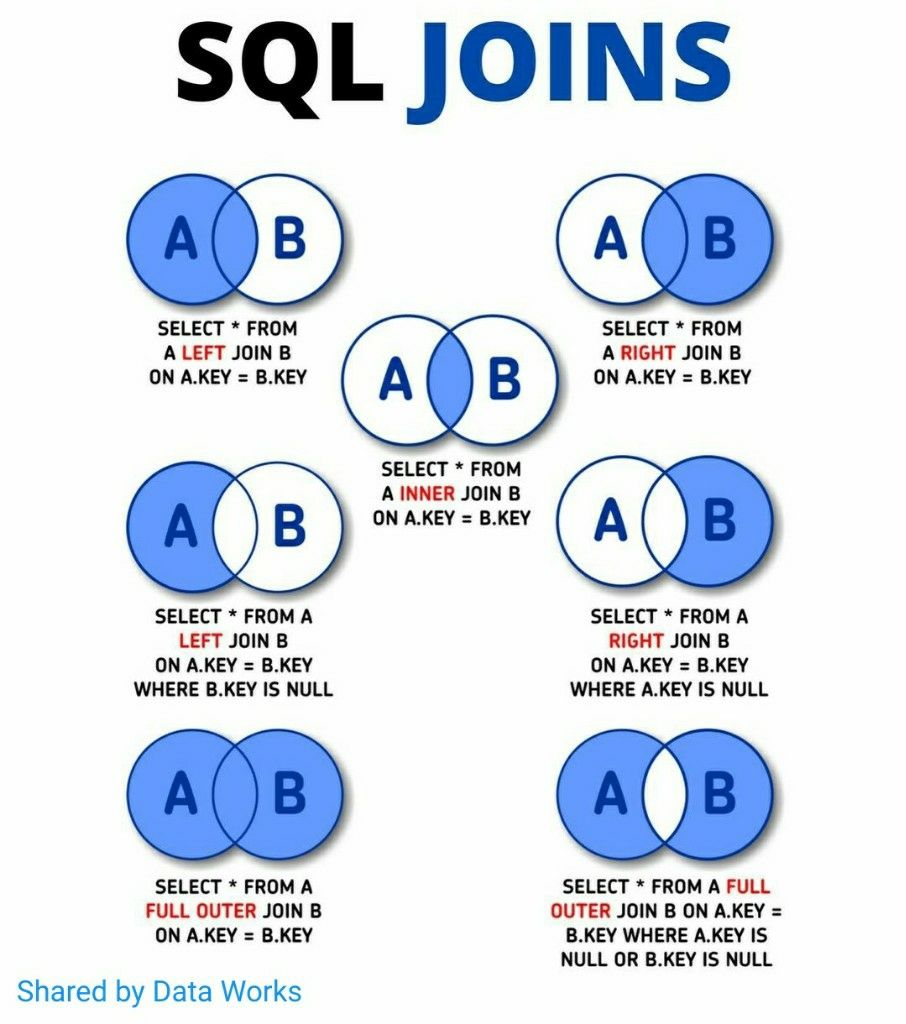 SQL JOINS
A B
SELECT * FROM
A LEFT JOIN B
ON A.KEY = B.KEY
A B
SELECT * FROM
A RIGHT JOIN B
ON A.KEY = B.KEY
A B
SELECT * FROM
A INNER JOIN B
ON A.KEY = B.KEY
A B
SELECT * FROM A
LEFT JOIN B
ON A.KEY = B.KEY
WHERE B.KEY IS NULL
A B
SELECT * FROM A
RIGHT JOIN B
ON A.KEY = B.KEY
WHERE A.KEY IS NULL
A B
SELECT * FROM A
FULL OUTER JOIN B
ON A.KEY = B.KEY
A B
SELECT * FROM A FULL
OUTER JOIN B ON A.KEY =
B.KEY WHERE A.KEY IS
NULL OR B.KEY IS NULL
Shared by Data Works